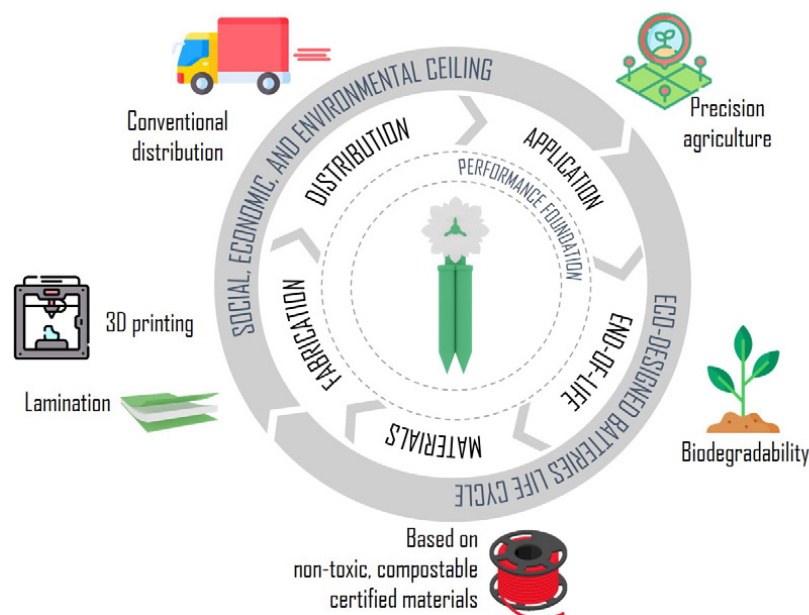 Conventional
distribution
Precision
agriculture
3D printing
Lamination
Biodegradability
Based on
non-toxic, compostable
certified materials
SOCIAL, ECONOMIC, AND ENVIRONMENTAL CEILING
ECO-DESIGNED BATTERIES LIFE CYCLE
DISTRIBUTION
APPLICATION
END-OF-LIFE
MATERIALS
FABRICATION
PERFORMANCE FOUNDATION